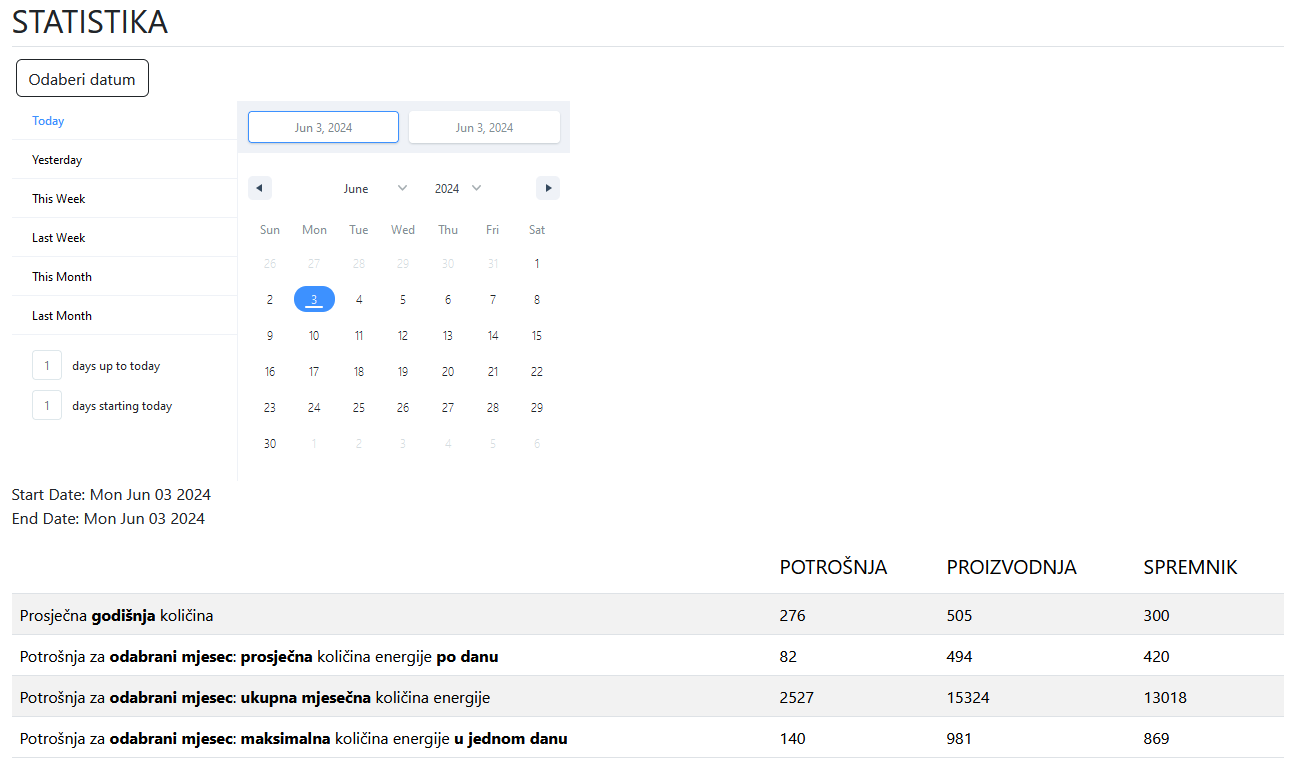 STATISTIKA
Odaberi datum
Today
Yesterday
This Week
Last Week
This Month
Last Month
1 days up to today
1 days starting today
Jun 3, 2024 Jun 3, 2024
June 2024
Sun Mon Tue Wed Thu Fri Sat
26 27 28 29 30 31 1
2 3 4 5 6 7 8
9 10 11 12 13 14 15
16 17 18 19 20 21 22
23 24 25 26 27 28 29
30 1 2 3 4 5 6
Start Date: Mon Jun 03 2024
End Date: Mon Jun 03 2024
POTROŠNJA PROIZVODNJA SPREMNIK
Prosječna godišnja količina 276 505 300
Potrošnja za odabrani mjesec: prosječna količina energije po danu 82 494 420
Potrošnja za odabrani mjesec: ukupna mjesečna količina energije 2527 15324 13018
Potrošnja za odabrani mjesec: maksimalna količina energije u jednom danu 140 981 869